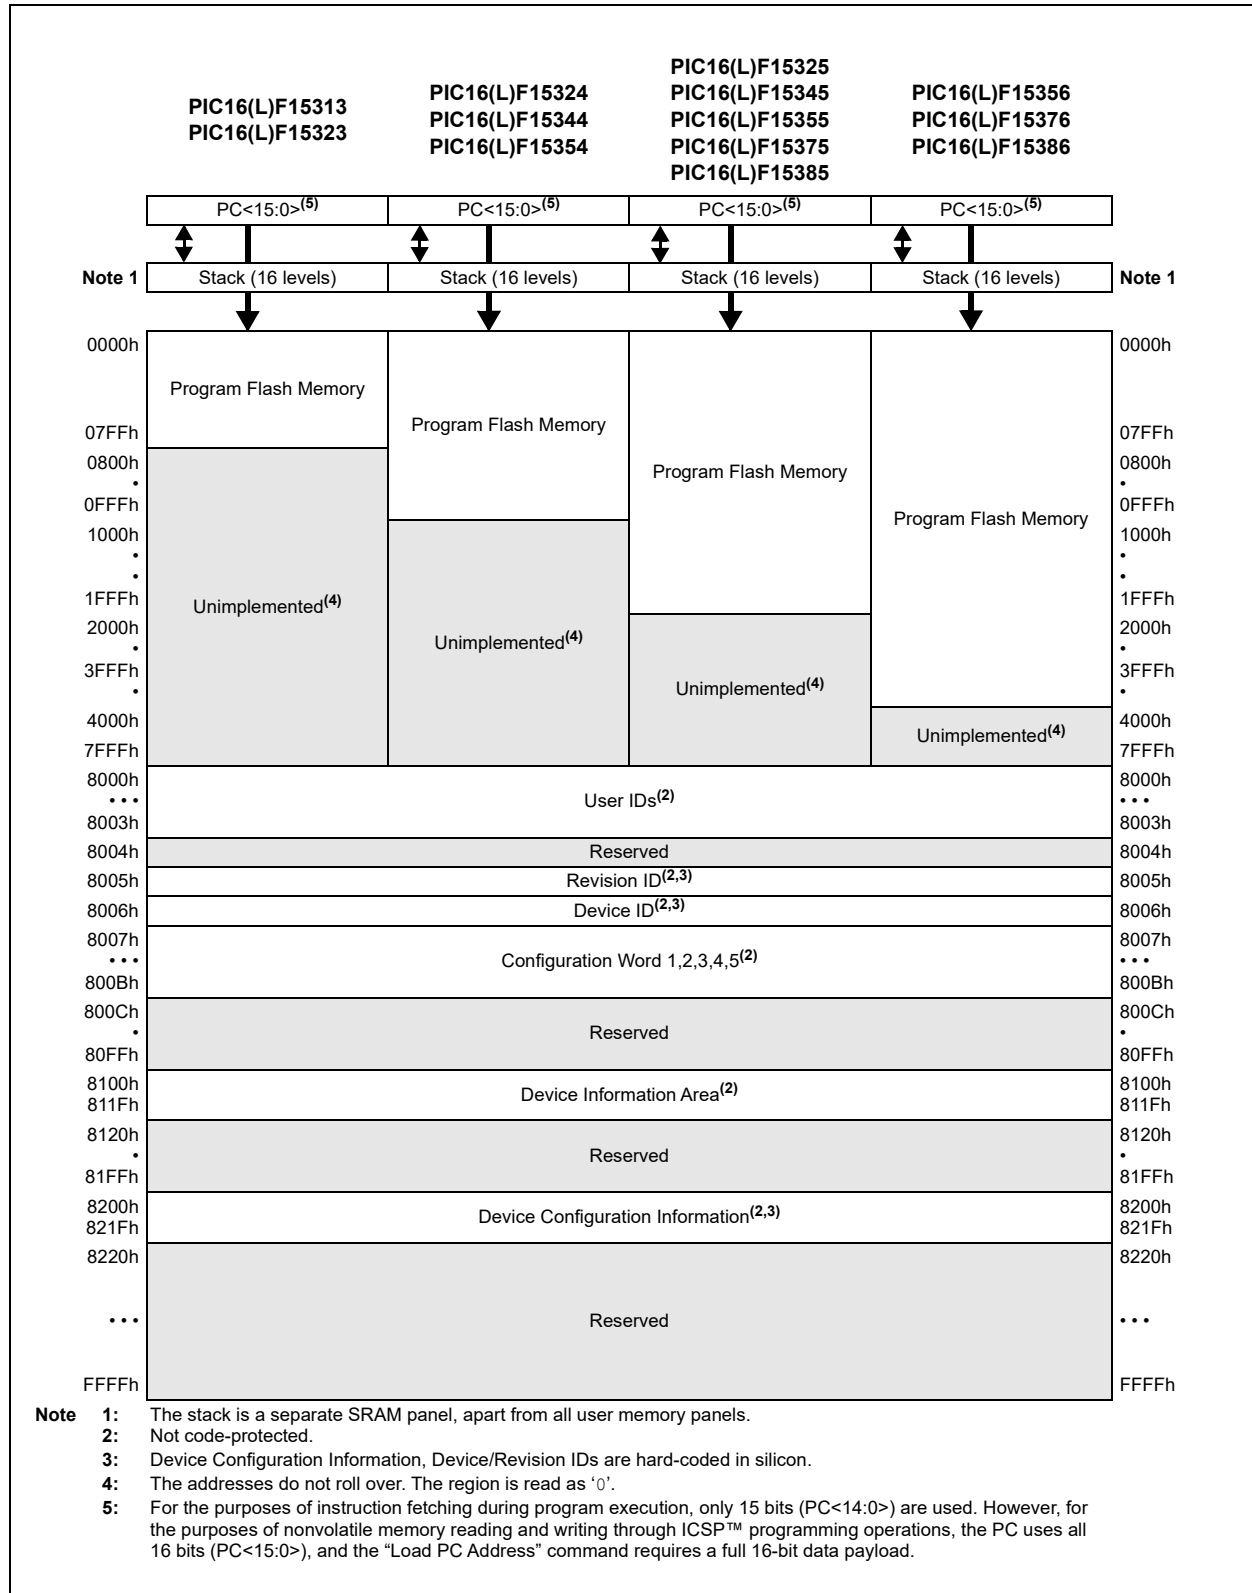 PIC16(L)F15313
PIC16(L)F15323
PIC16(L)F15324
PIC16(L)F15344
PIC16(L)F15354
PIC16(L)F15325
PIC16(L)F15345
PIC16(L)F15355
PIC16(L)F15375
PIC16(L)F15385
PIC16(L)F15356
PIC16(L)F15376
PIC16(L)F15386
PC<15:0>(5) PC<15:0>(5) PC<15:0>(5) PC<15:0>(5)
Note 1 Stack (16 levels) Stack (16 levels) Stack (16 levels) Stack (16 levels) Note 1
0000h 0000h
Program Flash Memory
Program Flash Memory
07FFh 07FFh
0800h 0800h
Program Flash Memory
• •
0FFFh 0FFFh
Program Flash Memory
1000h 1000h
• •
• •
1FFFh 1FFFh
Unimplemented(4)
2000h 2000h
Unimplemented(4)
• •
3FFFh 3FFFh
Unimplemented(4)
• •
4000h 4000h
Unimplemented(4)
7FFFh 7FFFh
8000h 8000h
• • • User IDs(2) • • •
8003h 8003h
8004h Reserved 8004h
8005h Revision ID(2,3) 8005h
8006h Device ID(2,3) 8006h
8007h 8007h
• • • Configuration Word 1,2,3,4,5(2) • • •
800Bh 800Bh
800Ch 800Ch
• Reserved •
80FFh 80FFh
8100h 8100h
Device Information Area(2)
811Fh 811Fh
8120h 8120h
• Reserved •
81FFh 81FFh
8200h 8200h
Device Configuration Information(2,3)
821Fh 821Fh
8220h 8220h
• • • Reserved • • •
FFFFh FFFFh
Note 1: The stack is a separate SRAM panel, apart from all user memory panels.
2: Not code-protected.
3: Device Configuration Information, Device/Revision IDs are hard-coded in silicon.
4: The addresses do not roll over. The region is read as ‘0’.
5: For the purposes of instruction fetching during program execution, only 15 bits (PC<14:0>) are used. However, for
the purposes of nonvolatile memory reading and writing through ICSP™ programming operations, the PC uses all
16 bits (PC<15:0>), and the “Load PC Address” command requires a full 16-bit data payload.